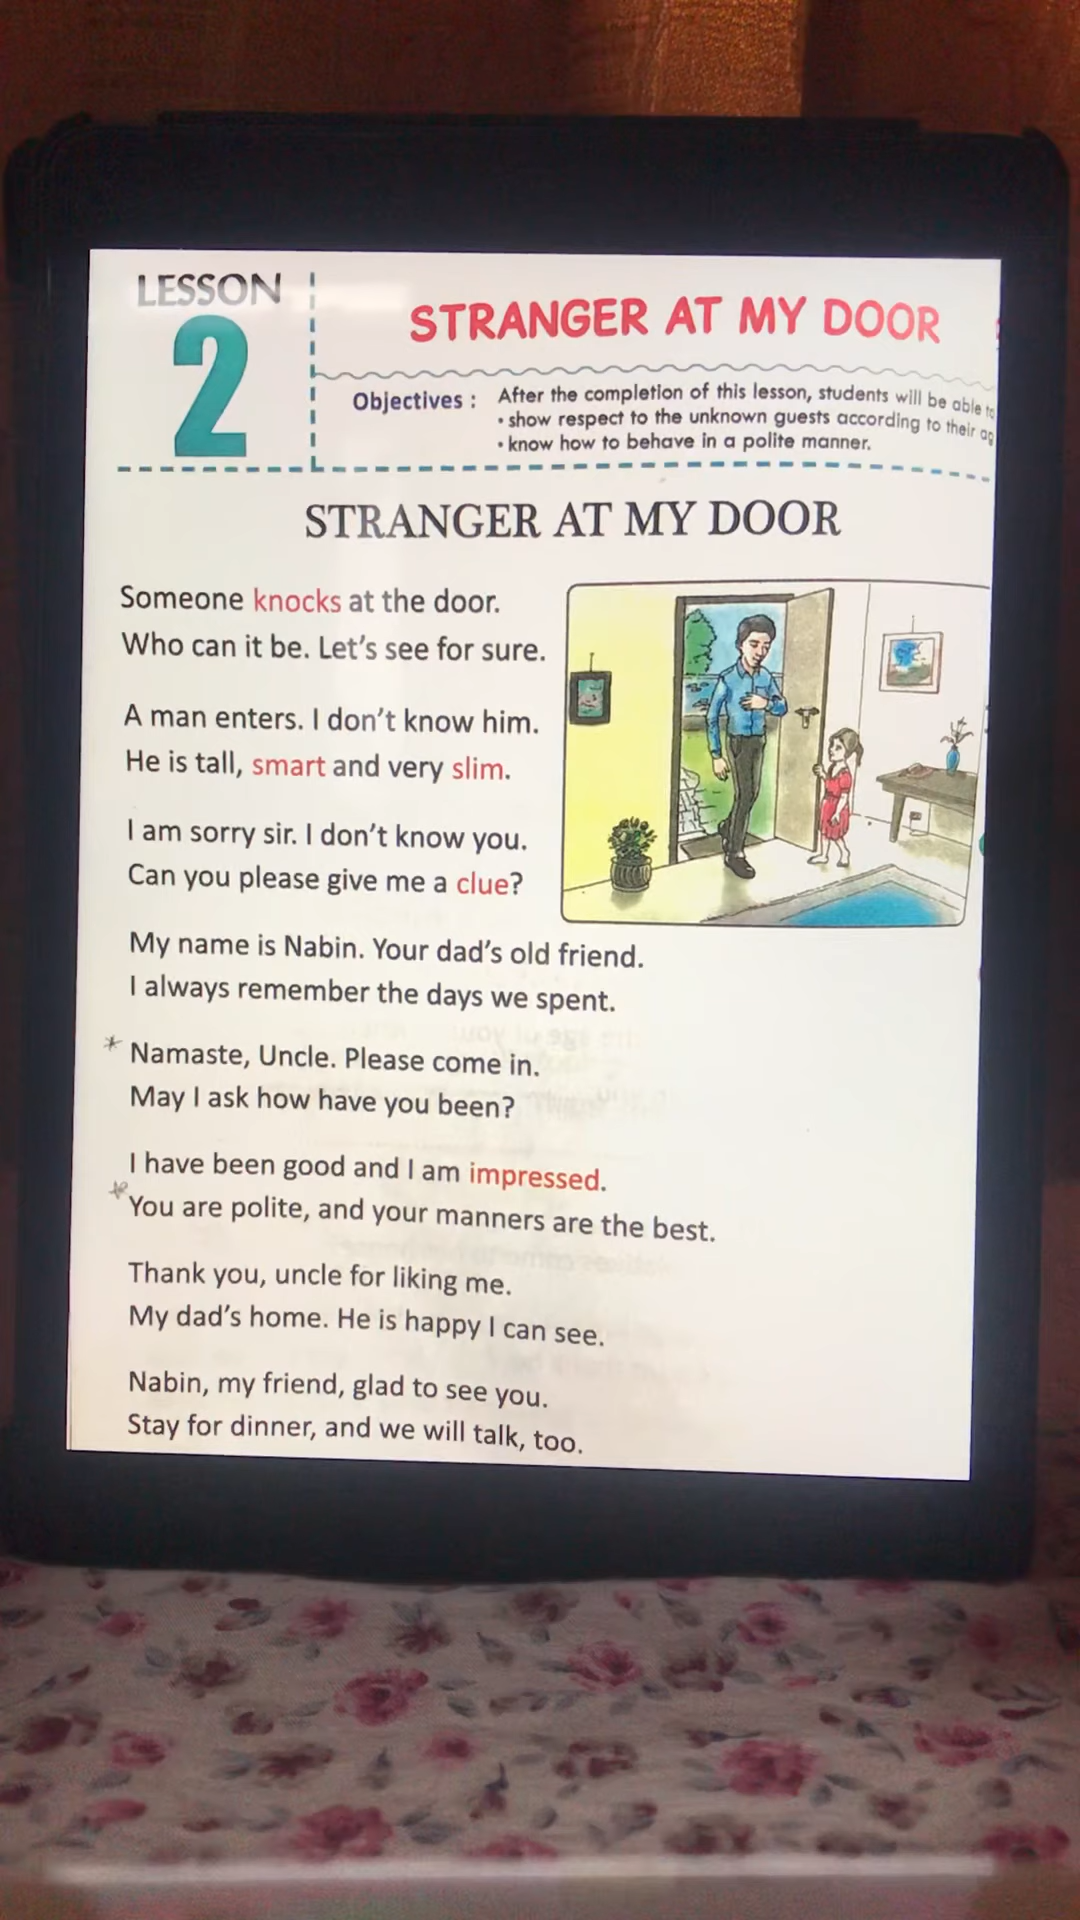 LESSON
2
STRANGER AT MY DOOR
Objectives : After the completion of this lesson, students will be able to
• show respect to the unknown guests according to their
• know how to behave in a polite manner.
STRANGER AT MY DOOR
Someone knocks at the door.
Who can it be. Let's see for sure.
A man enters. I don't know him.
He is tall, smart and very slim.
I am sorry sir. I don't know you.
Can you please give me a clue?
My name is Nabin. Your dad's old friend.
I always remember the days we spent.
* Namaste, Uncle. Please come in.
May I ask how have you been?
I have been good and I am impressed.
* You are polite, and your manners are the best.
Thank you, uncle for liking me.
My dad's home. He is happy I can see.
Nabin, my friend, glad to see you.
Stay for dinner, and we will talk, too.